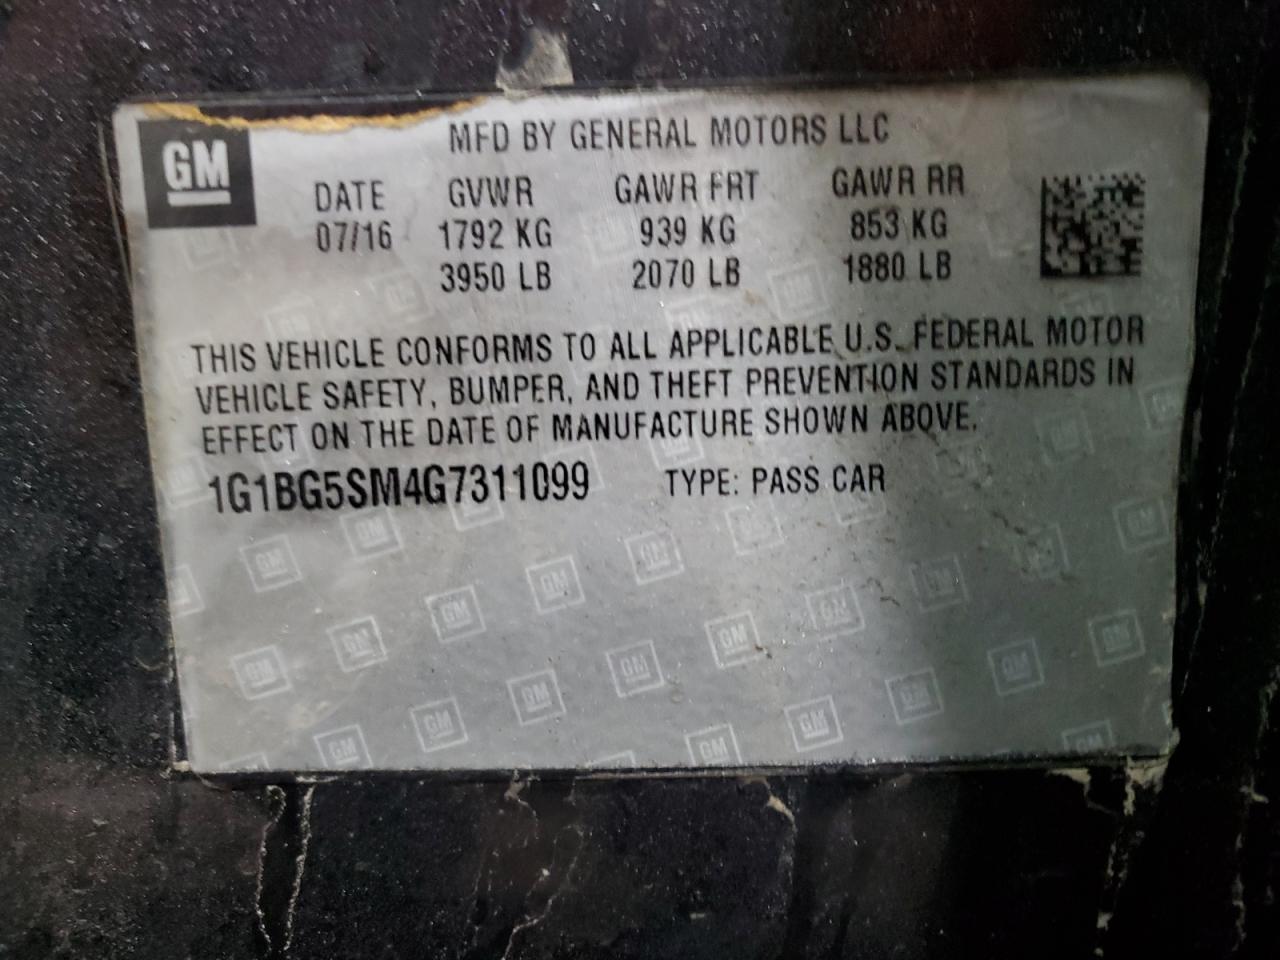 GM
MFD BY GENERAL MOTORS LLC
DATE GVWR GAWR FRT GAWR RR
07/16 1792 KG 939 KG 853 KG
3950 LB 2070 LB 1880 LB
THIS VEHICLE CONFORMS TO ALL APPLICABLE U.S. FEDERAL MOTOR
VEHICLE SAFETY, BUMPER, AND THEFT PREVENTION STANDARDS IN
EFFECT ON THE DATE OF MANUFACTURE SHOWN ABOVE.
1G1BG5SM4G7311099 TYPE: PASS CAR